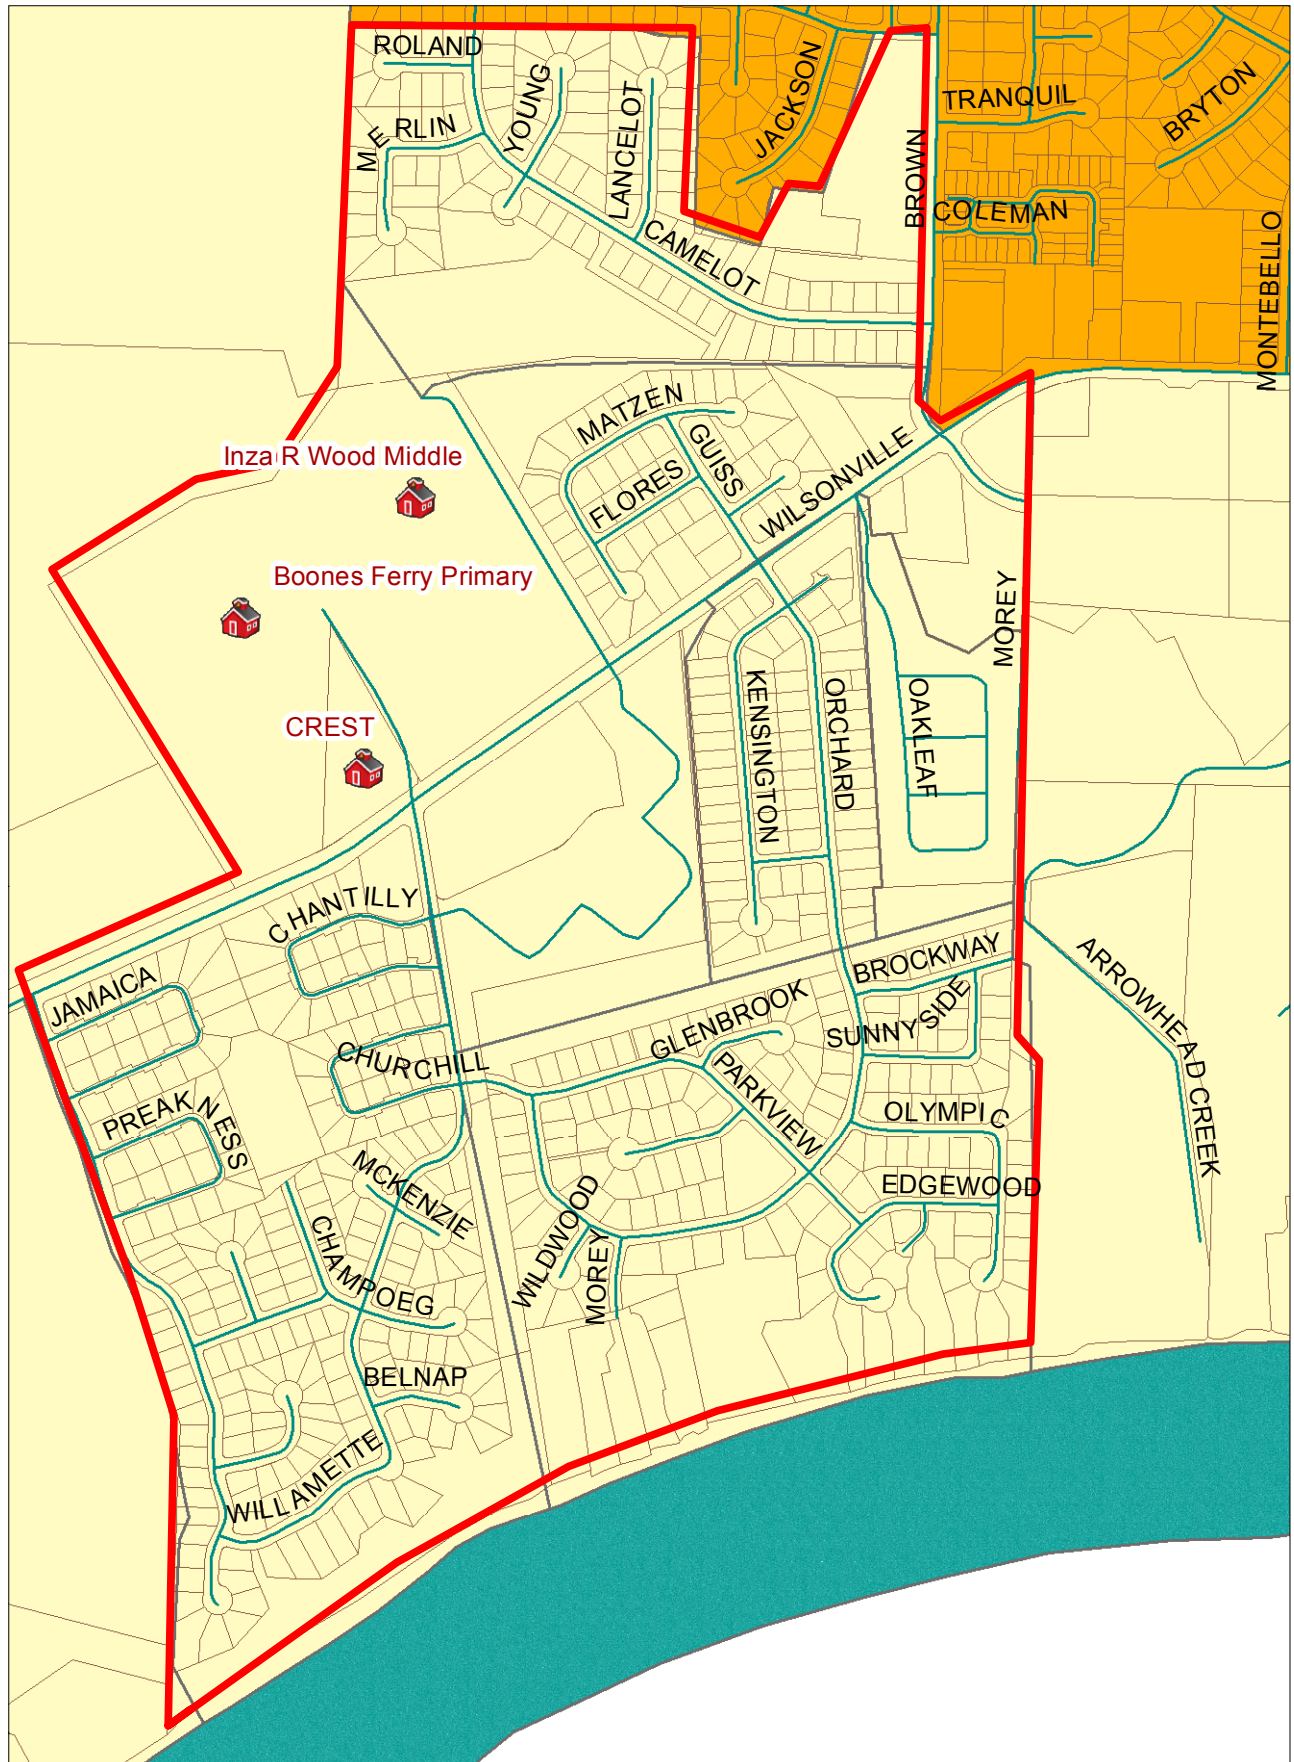 ROLAND
YOUNG
LANCELOT
JACKSON
TRANQUIL
BRYTON
MERLIN
BROWN
COLEMAN
CAMELOT
MONTEBELLO
MATZEN
GUISS
FLORES
WILSONVILLE
Inza R Wood Middle
Boones Ferry Primary
MOREY
CREST
KENSINGTON
ORCHARD
OAKLEAF
CHANTILLY
JAMAICA
BROCKWAY
ARROWHEAD CREEK
GLENBROOK
SUNNYSIDE
CHURCHILL
PARKVIEW
PREAKNESS
OLYMPIC
MCKENZIE
EDGEWOOD
WILDWOOD
MOREY
CHAMPOEG
BELNAP
WILLAMETTE